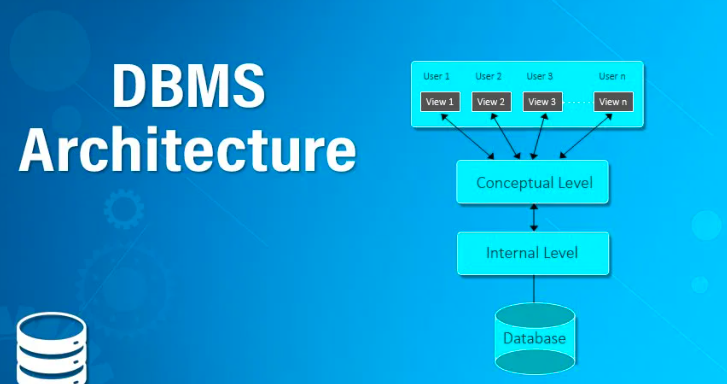 DBMS
Architecture
User 1 User 2 User 3 User n
View 1 View 2 View 3 View n
Conceptual Level
Internal Level
Database